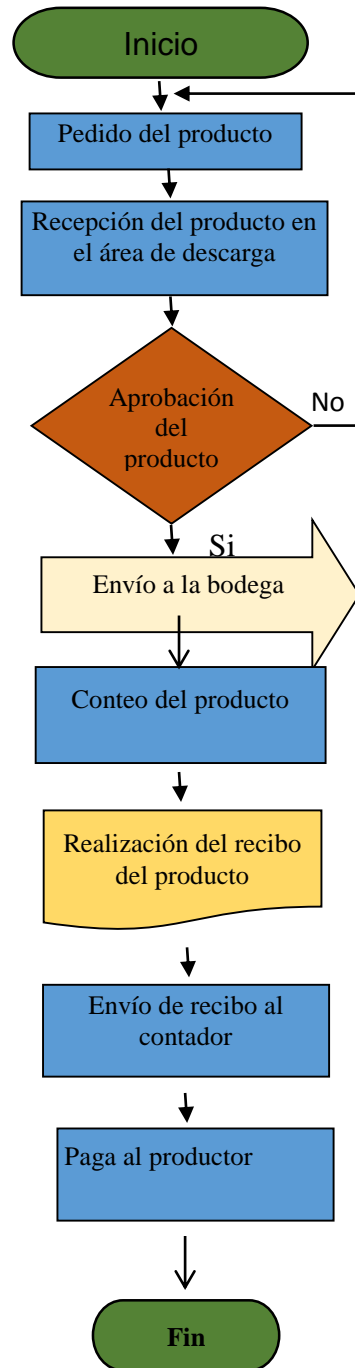 Inicio
Pedido del producto
Recepción del producto en
el área de descarga
Aprobación
del
producto
No
Si
Envío a la bodega
Conteo del producto
Realización del recibo
del producto
Envío de recibo al
contador
Paga al productor
Fin